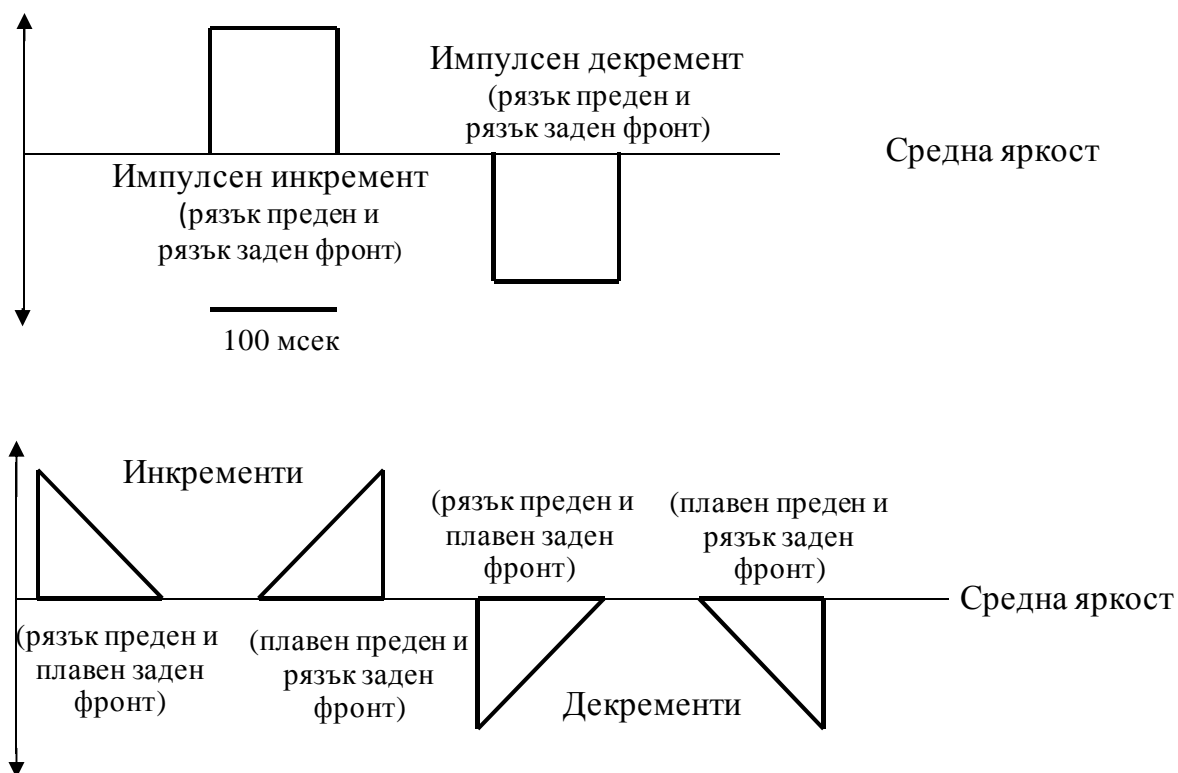 Импулсен декремент
(рязък преден и
рязък заден фронт)
Средна яркост
Импулсен инкремент
(рязък преден и
рязък заден фронт)
100 мсек
Инкременти
(рязък преден и
плавен заден
фронт)
(плавен преден и
рязък заден
фронт)
Средна яркост
(рязък преден и
плавен заден
фронт)
(плавен преден и
рязък заден
фронт)
Декременти